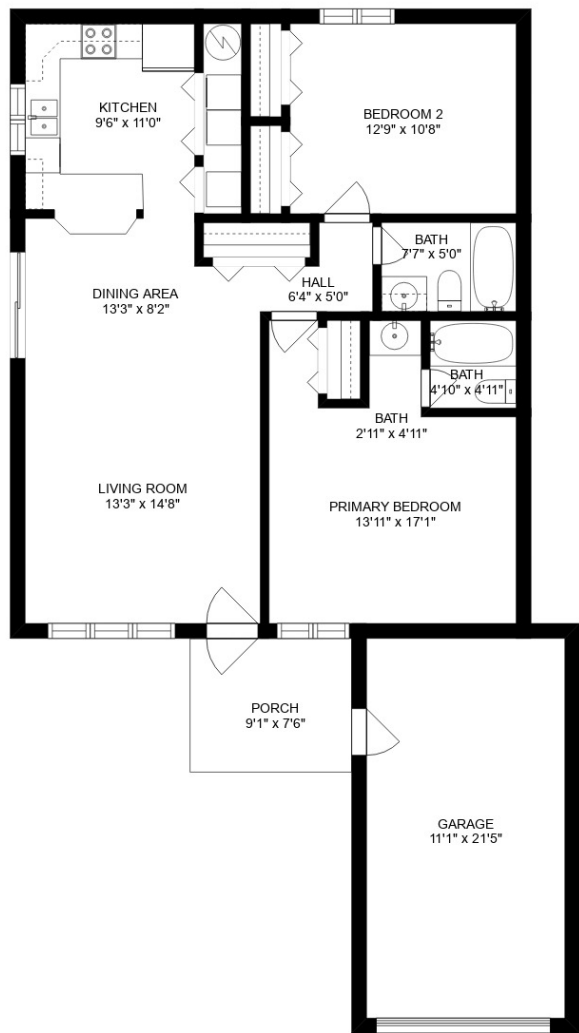 KITCHEN
9'6" x 11'0"
BEDROOM 2
12'9" x 10'8"
BATH
7'7" x 5'0"
HALL
6'4" x 5'0"
DINING AREA
13'3" x 8'2"
BATH
4'10" x 4'11"
BATH
2'11" x 4'11"
LIVING ROOM
13'3" x 14'8"
PRIMARY BEDROOM
13'11" x 17'1"
PORCH
9'1" x 7'6"
GARAGE
11'1" x 21'5"